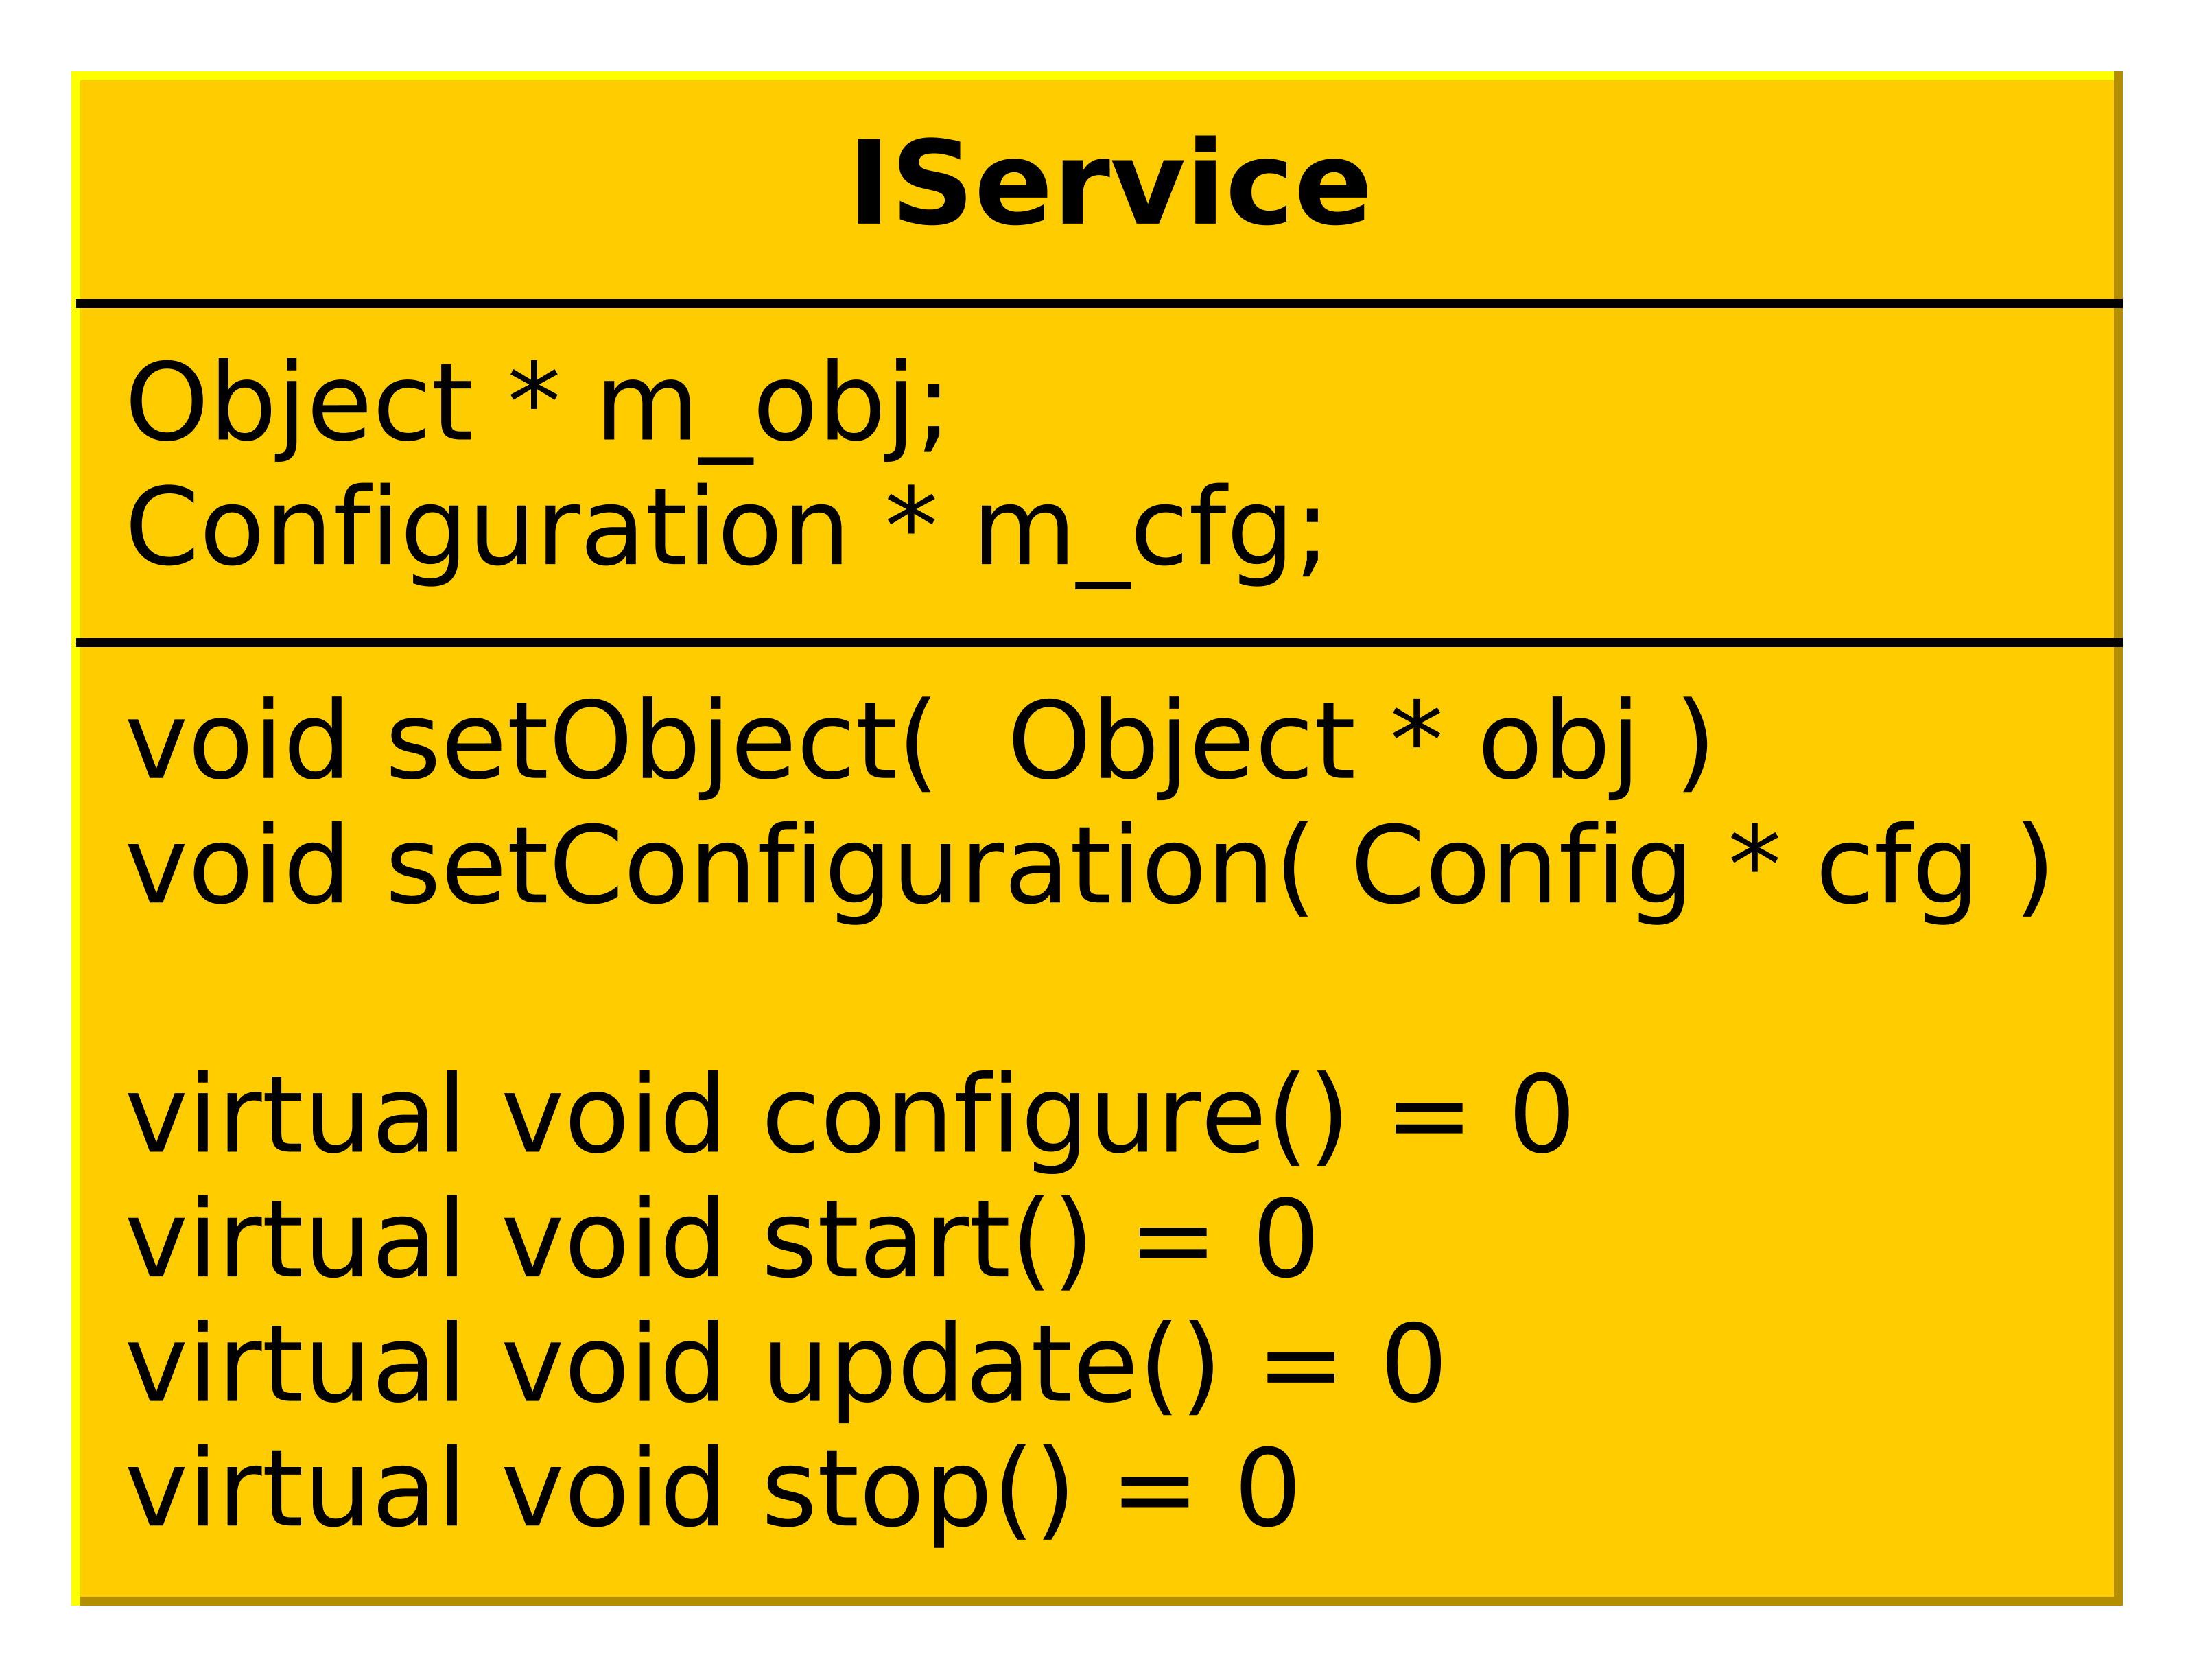 IService
Object * m_obj;
Configuration * m_cfg;
void setObject(  Object * obj )
void setConfiguration( Config * cfg )
virtual void configure() = 0
virtual void start() = 0
virtual void update() = 0
virtual void stop() = 0